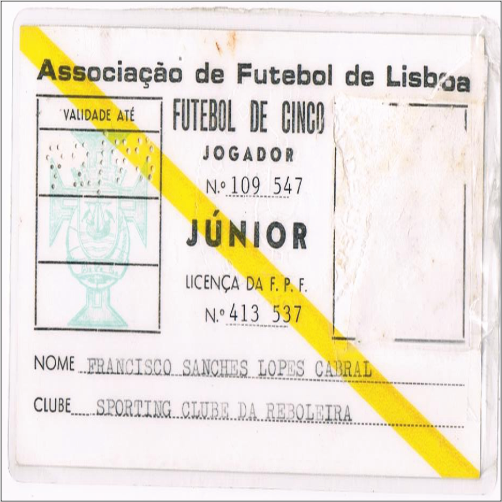 Associação de Futebol de Lisboa
VALIDADE ATÉ
FUTEBOL DE CINCO
JOGADOR
N.º 109 547
JÚNIOR
LICENÇA DA F. P. F.
N.º 413 537
NOME FRANCISCO SANCHES LOPES CABRAL
CLUBE SPORTING CLUBE DA REBOLEIRA